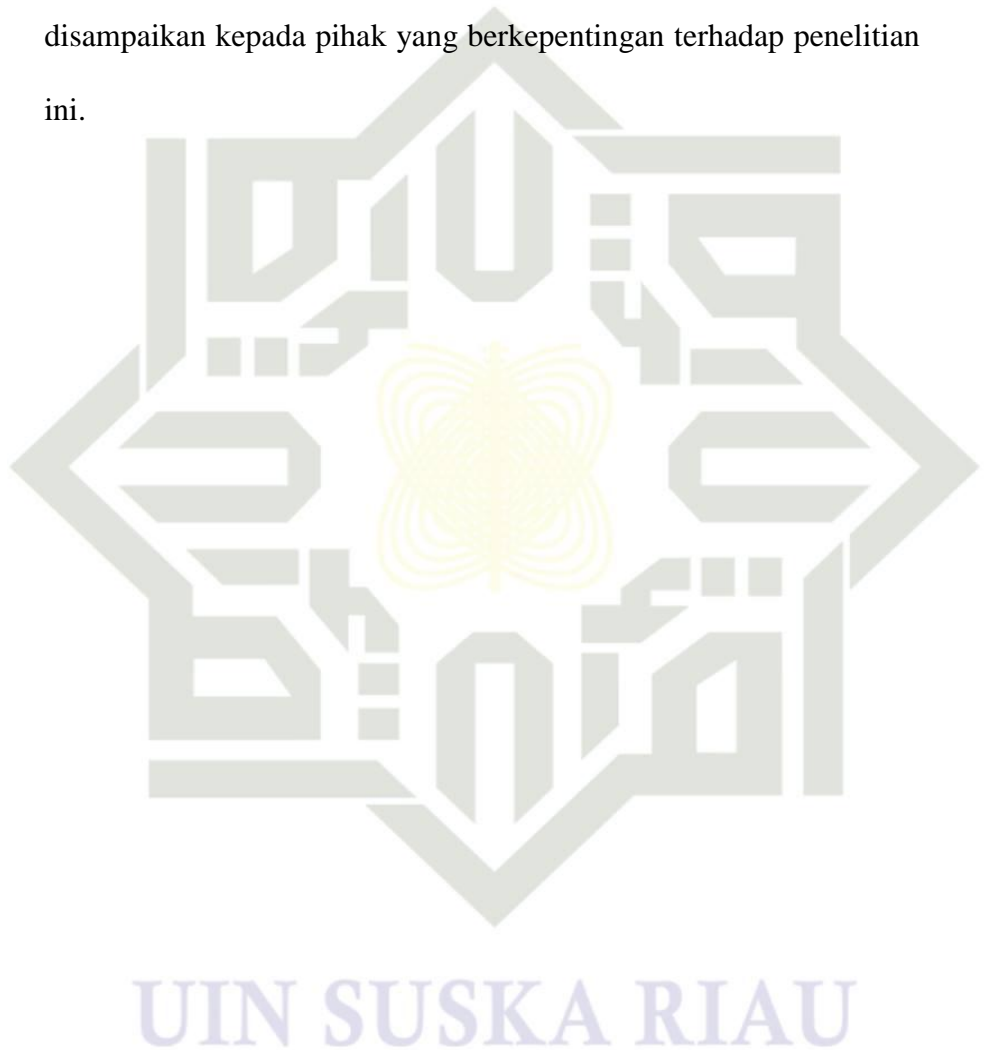 disampaikan kepada pihak yang berkepentingan terhadap penelitian
ini.
UIN SUSKA RIAU